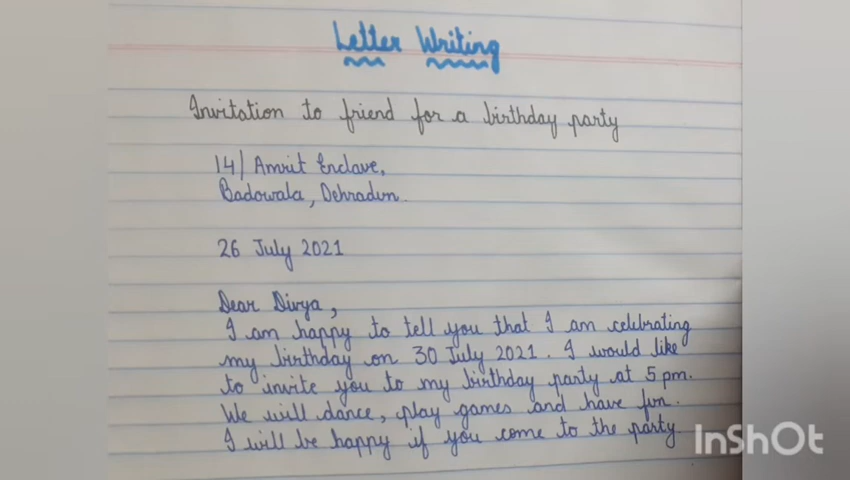 Letter Writing
Invitation to friend for a birthday party
14/ Amrit Enclave,
Badowala, Dehradun.
26 July 2021
Dear Divya,
I am happy to tell you that I am celebrating
my birthday on 30 July 2021. I would like
to invite you to my birthday party at 5 pm.
We will dance, play games and have fun.
I will be happy if you come to the party
InShOt